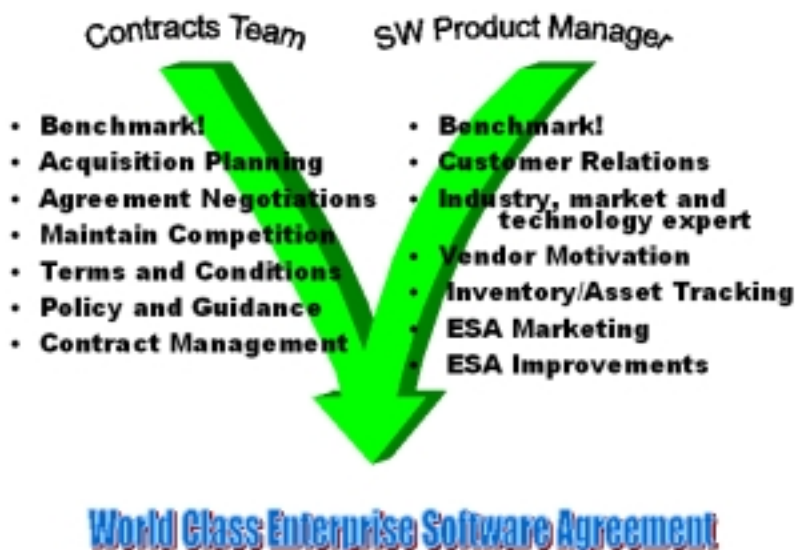 Contracts Team
SW Product Manager
• Benchmark!
• Acquisition Planning
• Agreement Negotiations
• Maintain Competition
• Terms and Conditions
• Policy and Guidance
• Contract Management
• Benchmark!
• Customer Relations
• Industry, market and
technology expert
• Vendor Motivation
• Inventory/Asset Tracking
• ESA Marketing
• ESA Improvements
World Class Enterprise Software Agreement